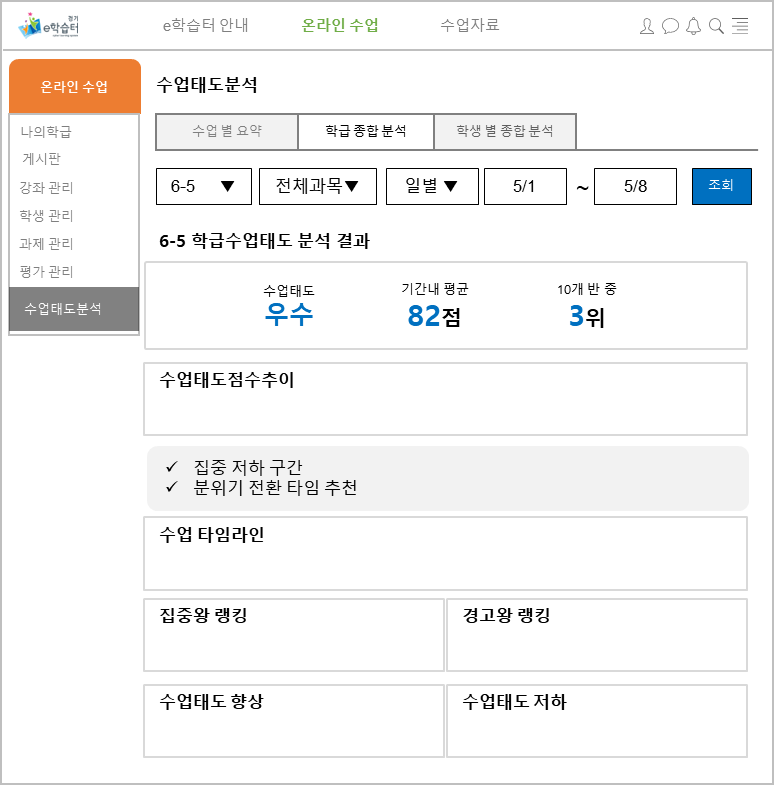 경기
e학습터
e학습터 안내
온라인 수업
수업자료
온라인 수업
나의학급
게시판
강좌 관리
학생 관리
과제 관리
평가 관리
수업태도분석
수업태도분석
수업 별 요약
학급 종합 분석
학생 별 종합 분석
6-5 ▼
전체과목▼
일별 ▼
5/1 ~ 5/8
조회
6-5 학급수업태도 분석 결과
수업태도
우수
기간내 평균
82점
10개 반 중
3위
수업태도점수추이
✓ 집중 저하 구간
✓ 분위기 전환 타임 추천
수업 타임라인
집중왕 랭킹
경고왕 랭킹
수업태도 향상
수업태도 저하